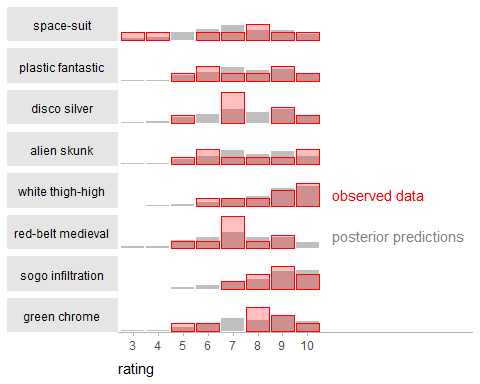 space-suit
plastic fantastic
disco silver
alien skunk
white thigh-high
observed data
red-belt medieval
posterior predictions
sogo infiltration
green chrome
3 4 5 6 7 8 9 10
rating